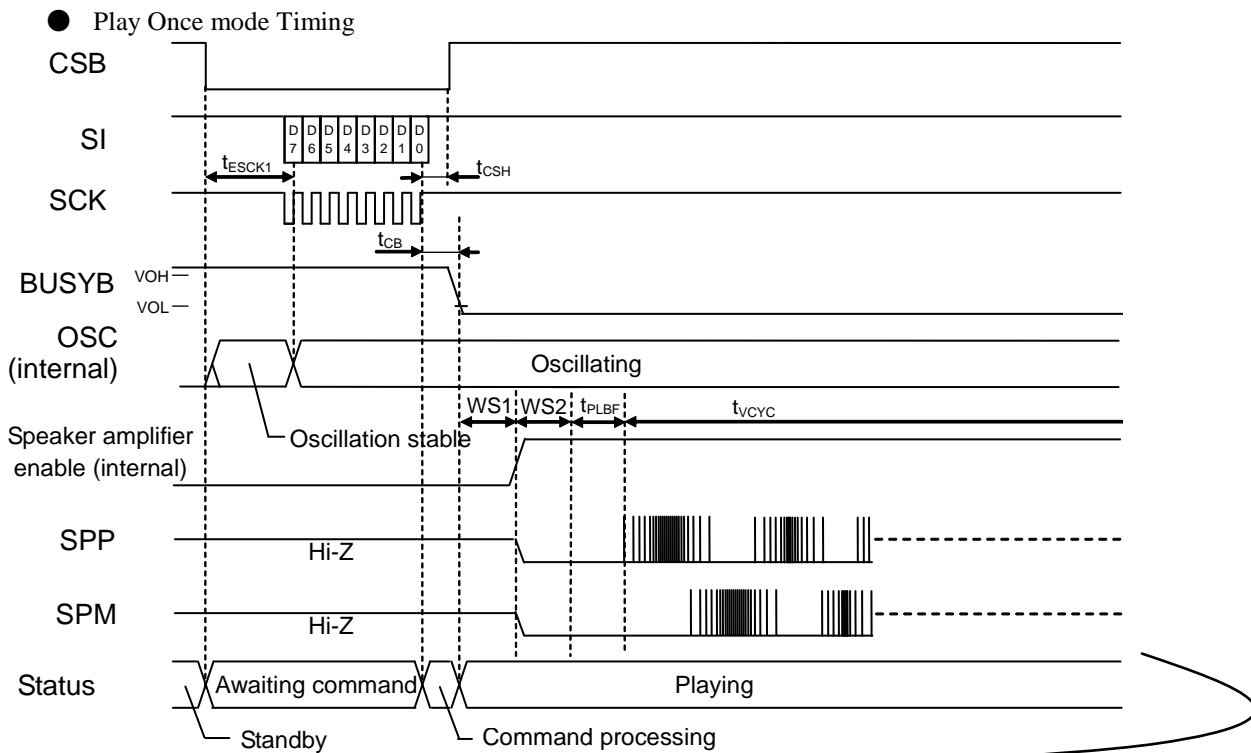 ● Play Once mode Timing
CSB
SI
D7 D6 D5 D4 D3 D2 D1 D0
tESCK1
tCSH
SCK
tCB
BUSYB
VOH
VOL
OSC
(internal)
Oscillating
WS1 WS2 tPLBF tVCYC
Speaker amplifier
enable (internal)
Oscillation stable
SPP
Hi-Z
SPM
Hi-Z
Status
Awaiting command
Playing
Standby
Command processing